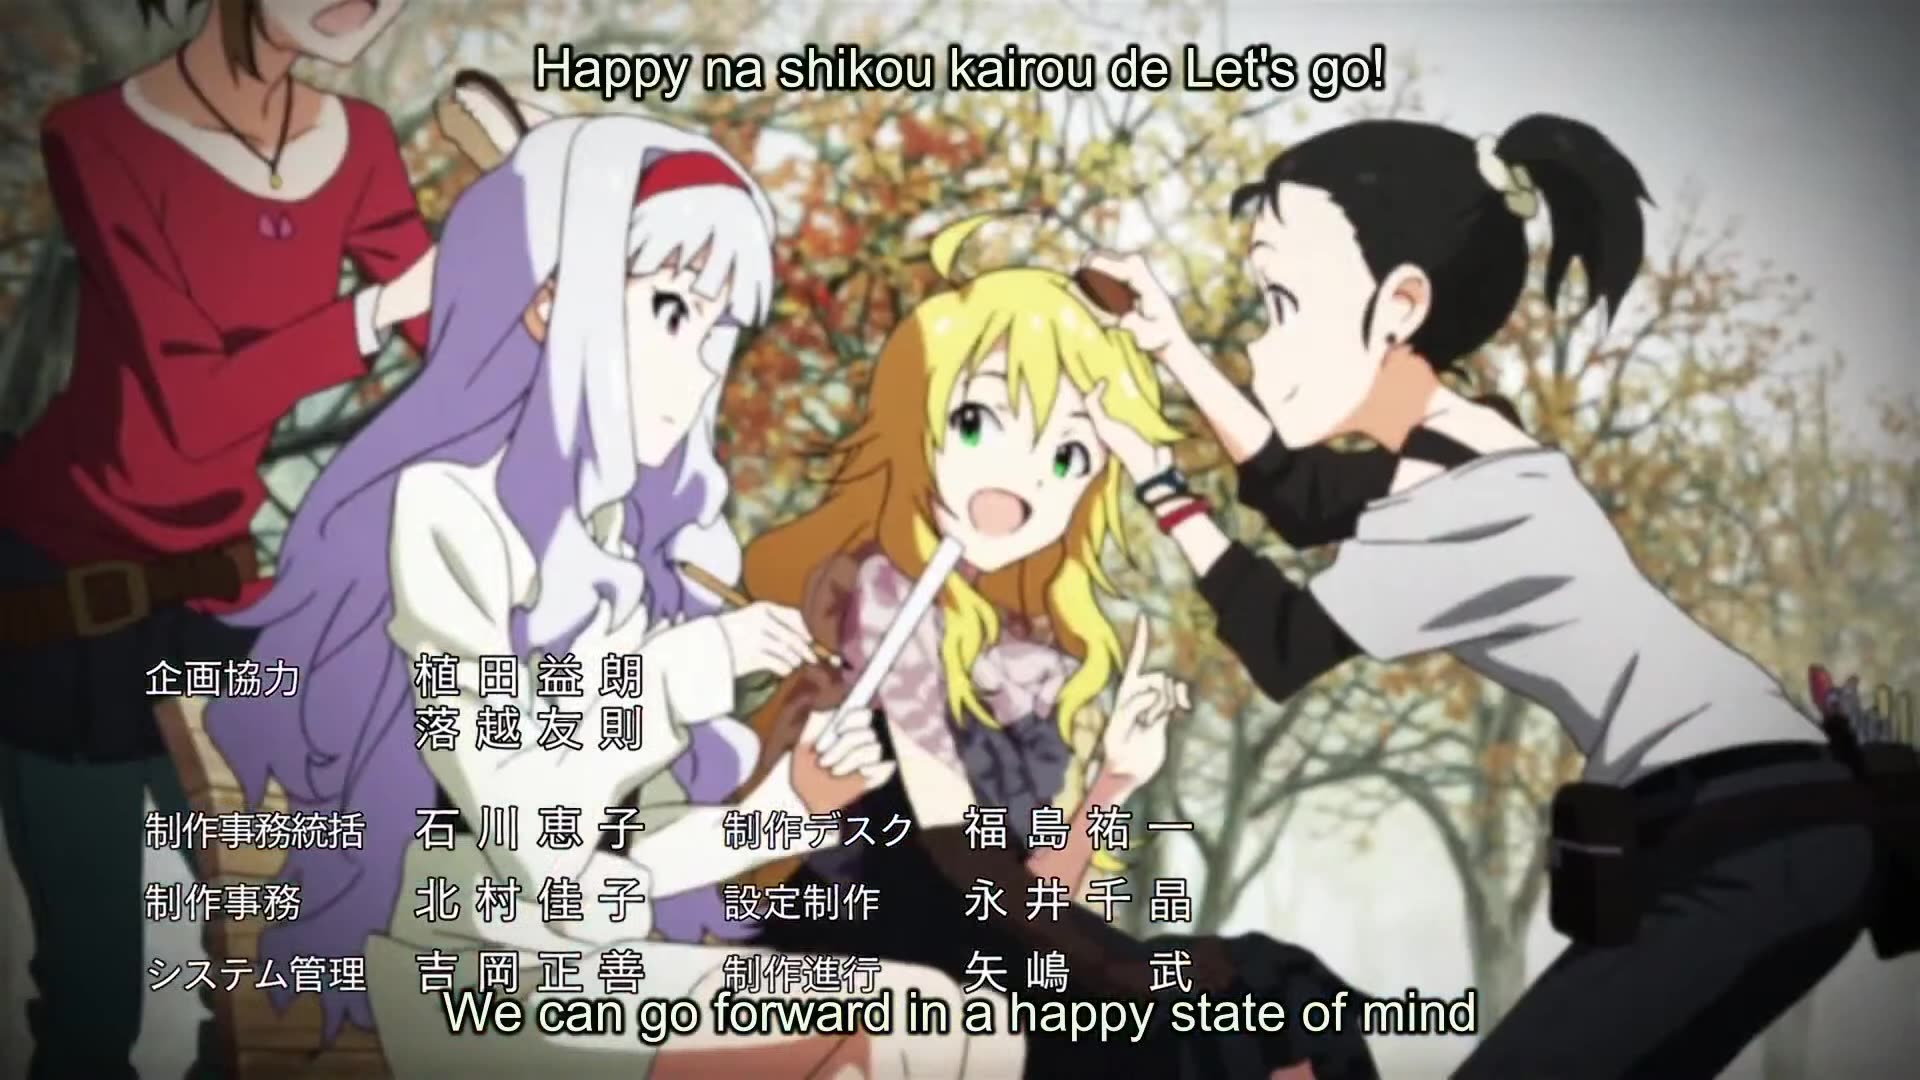 Happy na shikou kairou de Let's go!
企画協力 植田益朗
落越友則
制作事務統括 石川恵子 制作デスク 福島祐一
制作事務 北村佳子 設定制作 永井千晶
システム管理 吉岡正善 制作進行 矢嶋 武
We can go forward in a happy state of mind